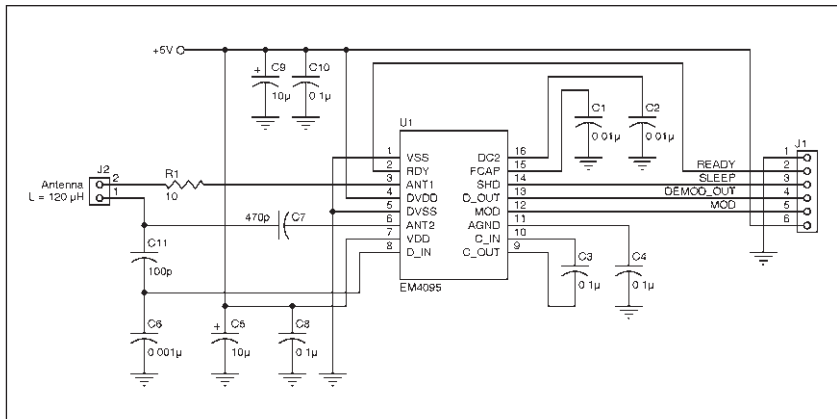 +5V
C9
10µ
C10
0 1µ
U1
C1
0 01µ
C2
0 01µ
J1
1
2
3
4
5
6
READY
SLEEP
DEMOD_OUT
MOD
J2
2
1
Antenna
L = 120 µH
R1
10
1 VSS DC2 16
2 RDY FCAP 15
3 ANT1 SHD 14
4 DVDD D_OUT 13
5 DVSS MOD 12
6 ANT2 AGND 11
7 VDD C_IN 10
8 D_IN C_OUT 9
EM4095
470p
C7
C11
100p
C3
0 1µ
C4
0 1µ
C6
0 001µ
C5
10µ
C8
0 1µ
+
+